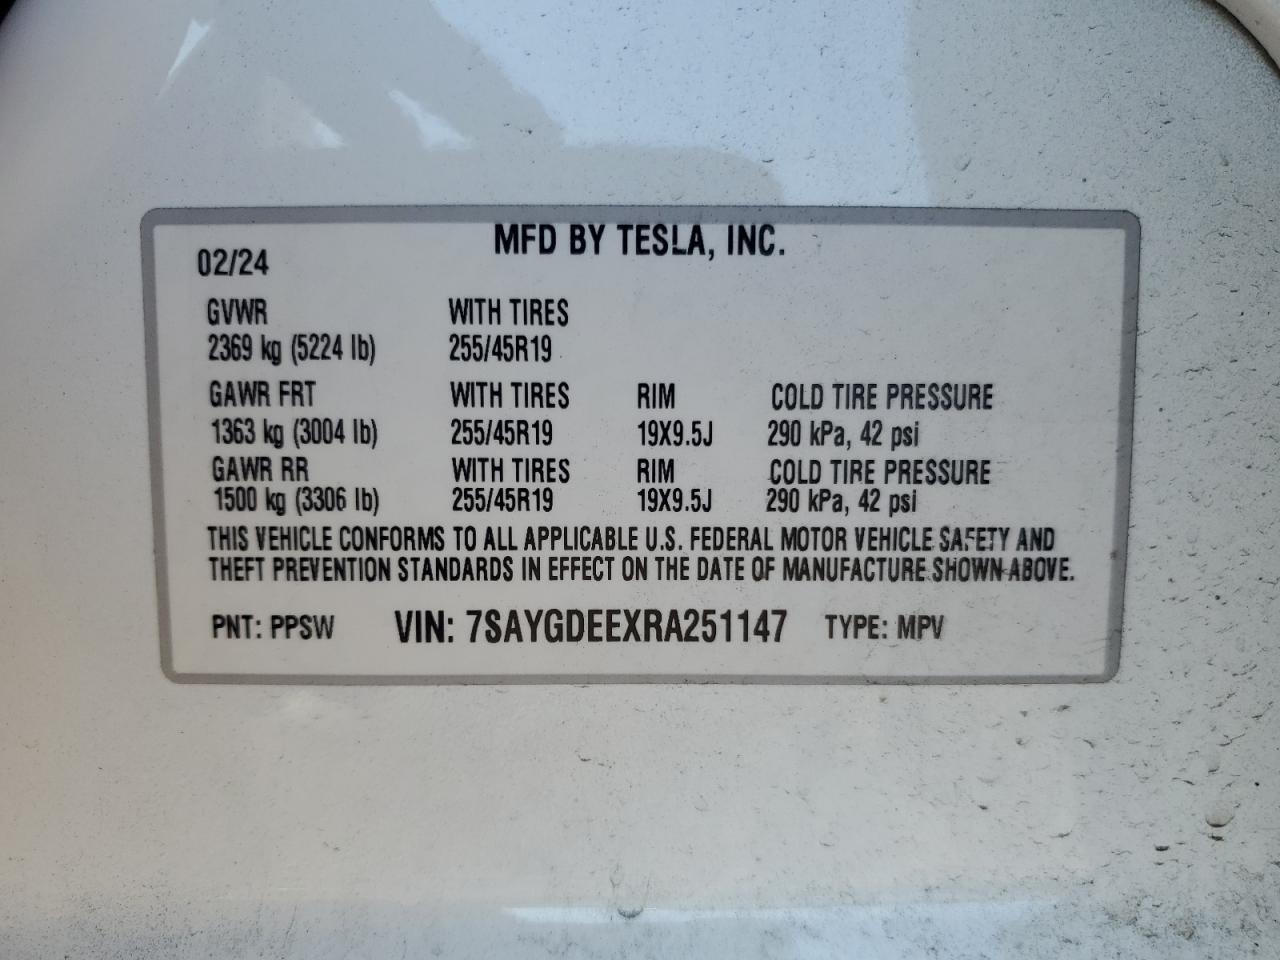 MFD BY TESLA, INC.
02/24
GVWR WITH TIRES
2369 kg (5224 lb) 255/45R19
GAWR FRT WITH TIRES RIM COLD TIRE PRESSURE
1363 kg (3004 lb) 255/45R19 19X9.5J 290 kPa, 42 psi
GAWR RR WITH TIRES RIM COLD TIRE PRESSURE
1500 kg (3306 lb) 255/45R19 19X9.5J 290 kPa, 42 psi
THIS VEHICLE CONFORMS TO ALL APPLICABLE U.S. FEDERAL MOTOR VEHICLE SAFETY AND
THEFT PREVENTION STANDARDS IN EFFECT ON THE DATE OF MANUFACTURE SHOWN ABOVE.
PNT: PPSW VIN: 7SAYGDEEXRA251147 TYPE: MPV